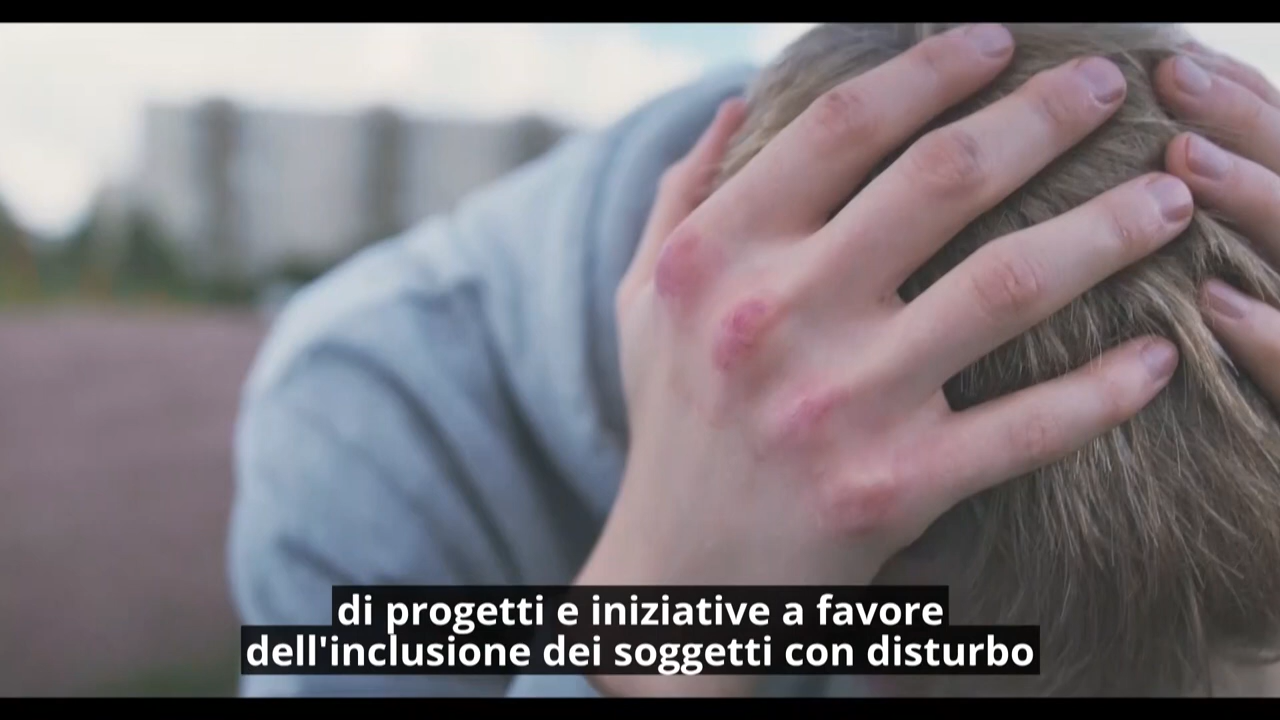 di progetti e iniziative a favore
dell'inclusione dei soggetti con disturbo